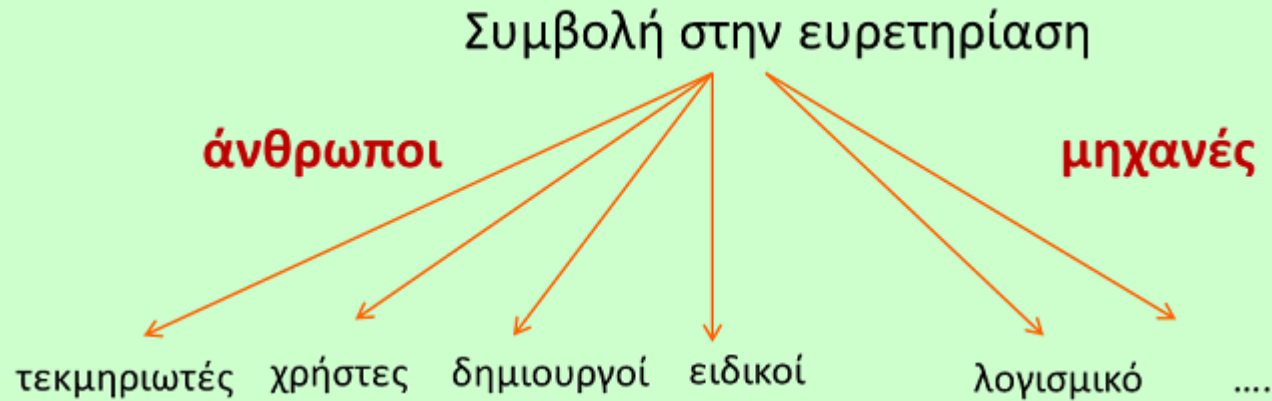 Συμβολή στην ευρετηρίαση
άνθρωποι μηχανές
τεκμηριωτές χρήστες δημιουργοί ειδικοί λογισμικό ....